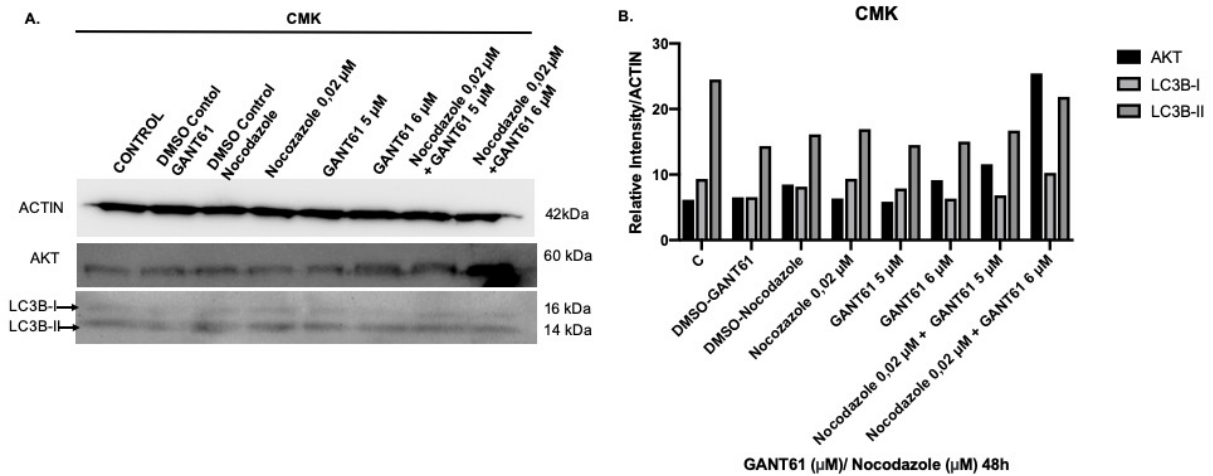 A.
CMK
CONTROL
DMSO Contol
GANT61
DMSO Control
Nocodazole
Nocozazole 0,02 µM
GANT61 5 µM
GANT61 6 µM
Nocodazole 0,02 µM
+ GANT61 5 µM
Nocodazole 0,02 µM
+GANT61 6 µM
ACTIN
42kDa
AKT
60 kDa
LC3B-I
16 kDa
LC3B-II
14 kDa
B.
CMK
Relative Intensity/ACTIN
30
20
10
0
AKT
LC3B-I
LC3B-II
C
DMSO-GANT61
DMSO-Nocodazole
Nocozazole 0,02 µM
GANT61 5 µM
GANT61 6 µM
Nocodazole 0,02 µM + GANT61 5 µM
Nocodazole 0,02 µM + GANT61 6 µM
GANT61 (µM)/ Nocodazole (µM) 48h